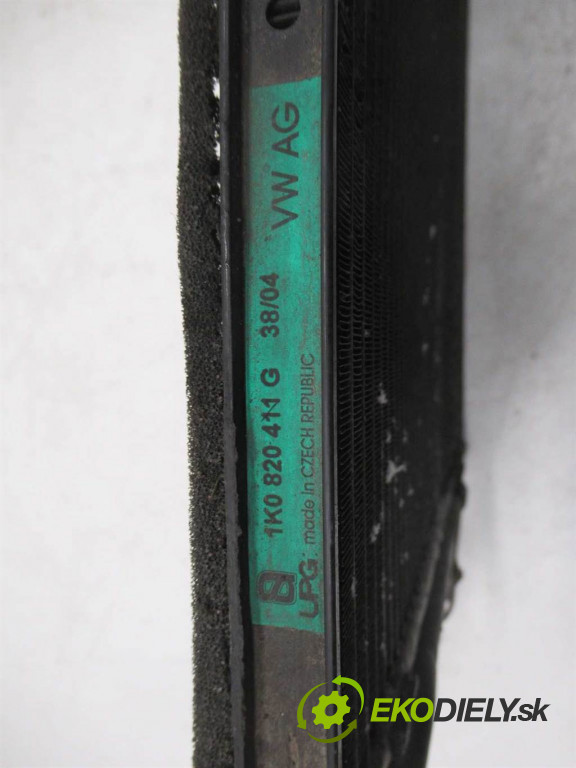 1K0 820 411 G 38/04 VW AG
UPG. made in CZECH REPUBLIC
EKODIELY.sk